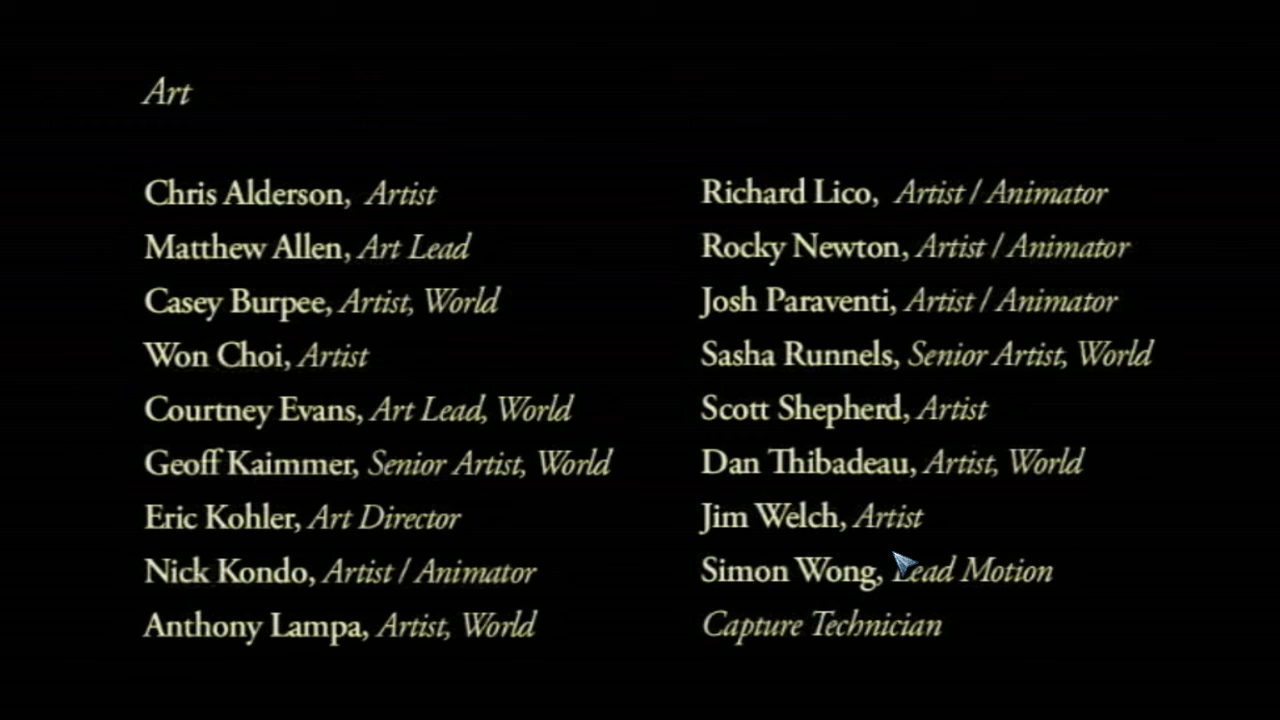 Art
Chris Alderson, Artist
Matthew Allen, Art Lead
Casey Burpee, Artist, World
Won Choi, Artist
Courtney Evans, Art Lead, World
Geoff Kaimmer, Senior Artist, World
Eric Kohler, Art Director
Nick Kondo, Artist / Animator
Anthony Lampa, Artist, World
Richard Lico, Artist / Animator
Rocky Newton, Artist / Animator
Josh Paraventi, Artist / Animator
Sasha Runnels, Senior Artist, World
Scott Shepherd, Artist
Dan Thibadeau, Artist, World
Jim Welch, Artist
Simon Wong, Lead Motion
Capture Technician